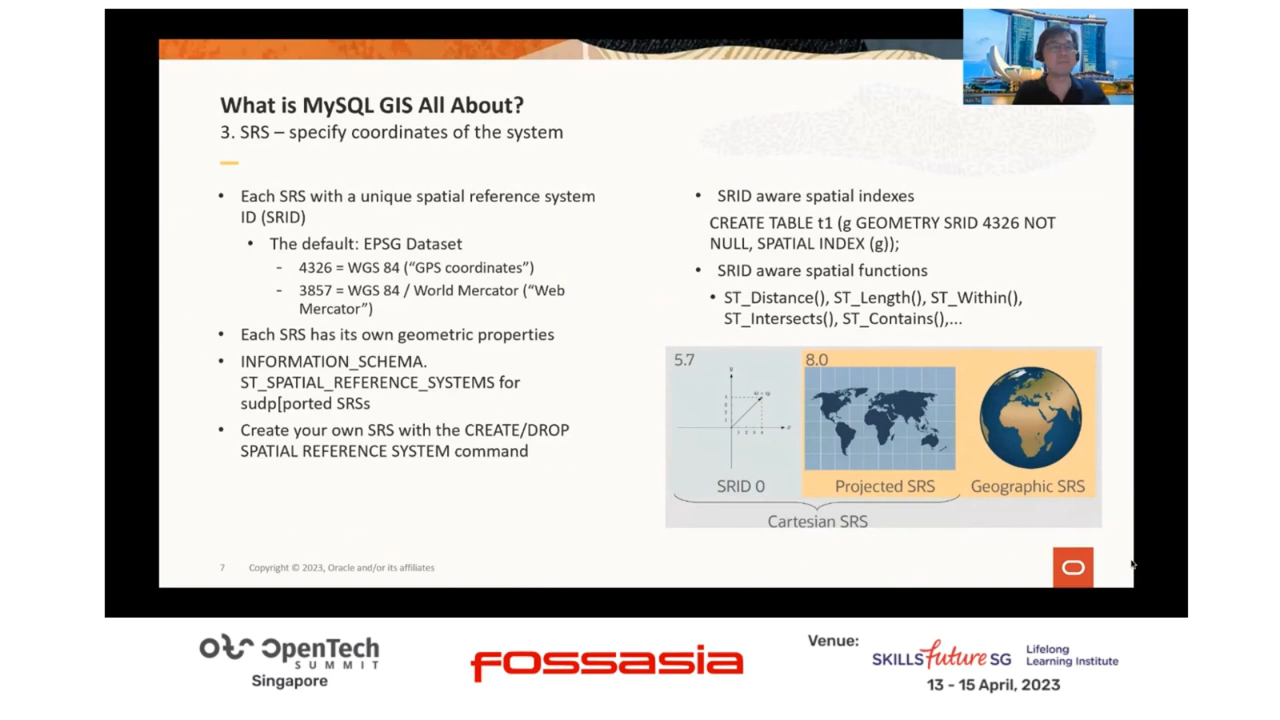 What is MySQL GIS All About?
3. SRS – specify coordinates of the system
• Each SRS with a unique spatial reference system
ID (SRID)
• The default: EPSG Dataset
- 4326 = WGS 84 (“GPS coordinates”)
- 3857 = WGS 84 / World Mercator (“Web
Mercator”)
• Each SRS has its own geometric properties
• INFORMATION_SCHEMA.
ST_SPATIAL_REFERENCE_SYSTEMS for
sudp[ported SRSs
• Create your own SRS with the CREATE/DROP
SPATIAL REFERENCE SYSTEM command
• SRID aware spatial indexes
CREATE TABLE t1 (g GEOMETRY SRID 4326 NOT
NULL, SPATIAL INDEX (g));
• SRID aware spatial functions
• ST_Distance(), ST_Length(), ST_Within(),
ST_Intersects(), ST_Contains(),...
5.7
8.0
SRID 0
Projected SRS
Geographic SRS
Cartesian SRS
7 Copyright © 2023, Oracle and/or its affiliates
OpenTech
SUMMIT
Singapore
fossasia
Venue:
SKILLS future SG
Lifelong
Learning Institute
13 - 15 April, 2023